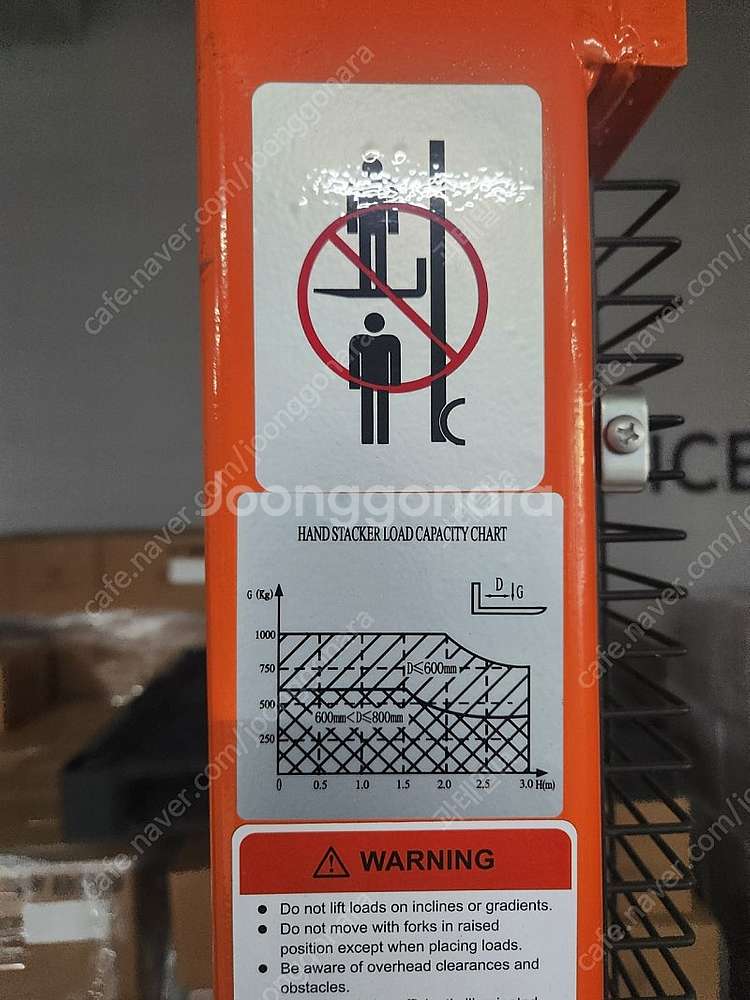 HAND STACKER LOAD CAPACITY CHART
G (Kg)
D G
1000
750
D≤600mm
500
600mm<D≤800mm
250
0 0.5 1.0 1.5 2.0 2.5 3.0 H(m)
ICE
WARNING
● Do not lift loads on inclines or gradients.
● Do not move with forks in raised
position except when placing loads.
● Be aware of overhead clearances and
obstacles.
Joonggonara
cafe.naver.com/joonggonara